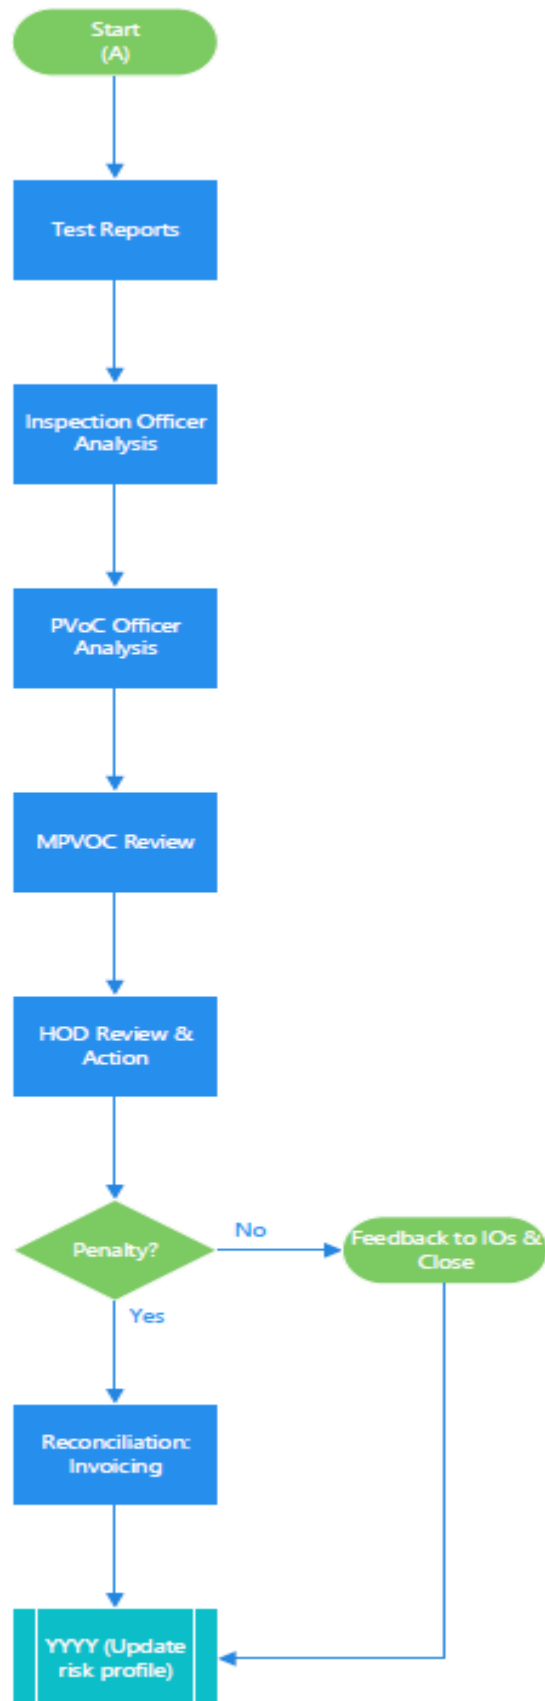 Start
(A)
Test Reports
Inspection Officer
Analysis
PVoC Officer
Analysis
MPVOC Review
HOD Review &
Action
Penalty?
No
Feedback to IOs &
Close
Yes
Reconciliation:
Invoicing
YYYY (Update
risk profile)